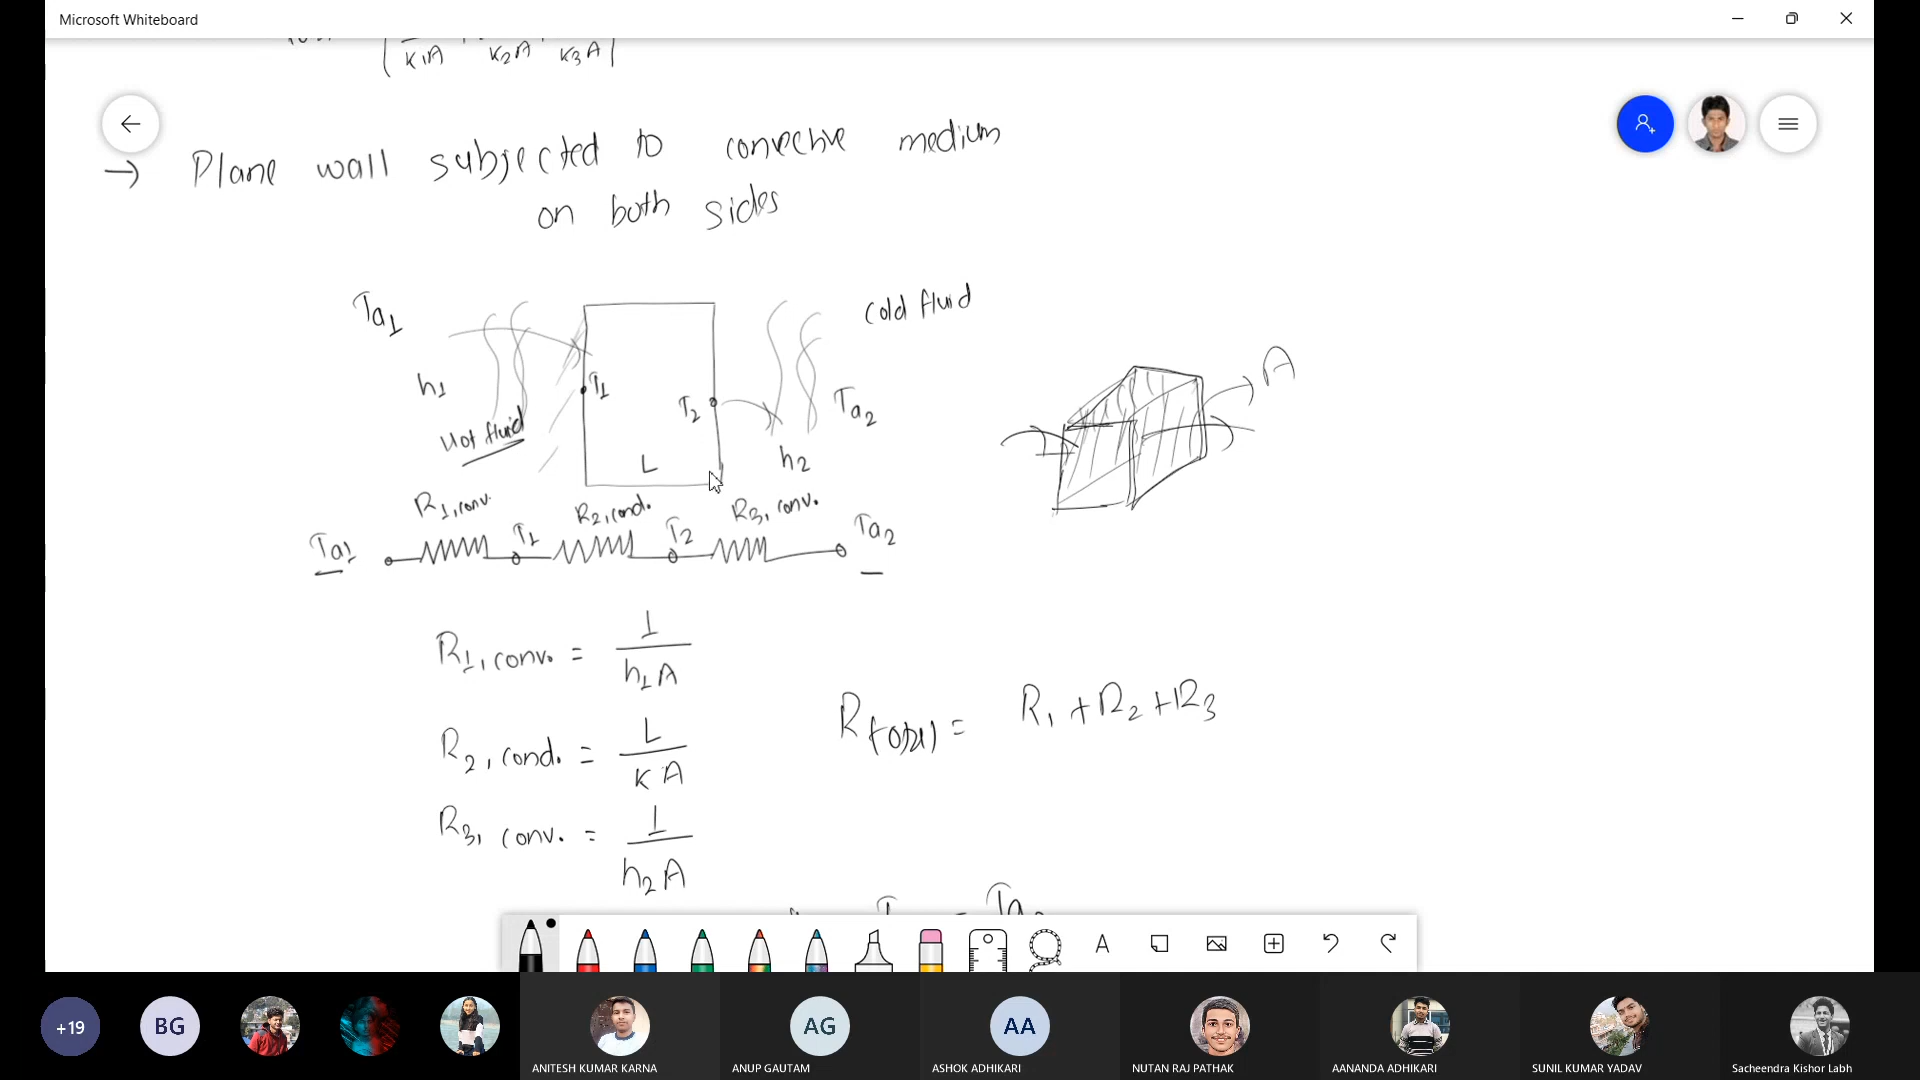 Microsoft Whiteboard
K1A K2A K3A
→ Plane wall subjected to convective medium
on both sides
Ta1
h1
Hot fluid
T1
T2
L
cold fluid
Ta2
h2
A
R1,conv. R2,cond. R3, conv.
Ta1 T1 T2 Ta2
R1,conv. = 1/h1A
R2,cond. = L/KA
R3, conv. = 1/h2A
Rtotal = R1 + R2 + R3
A
+19
BG
ANITESH KUMAR KARNA
AG
ANUP GAUTAM
AA
ASHOK ADHIKARI
NUTAN RAJ PATHAK
AANANDA ADHIKARI
SUNIL KUMAR YADAV
Sacheendra Kishor Labh